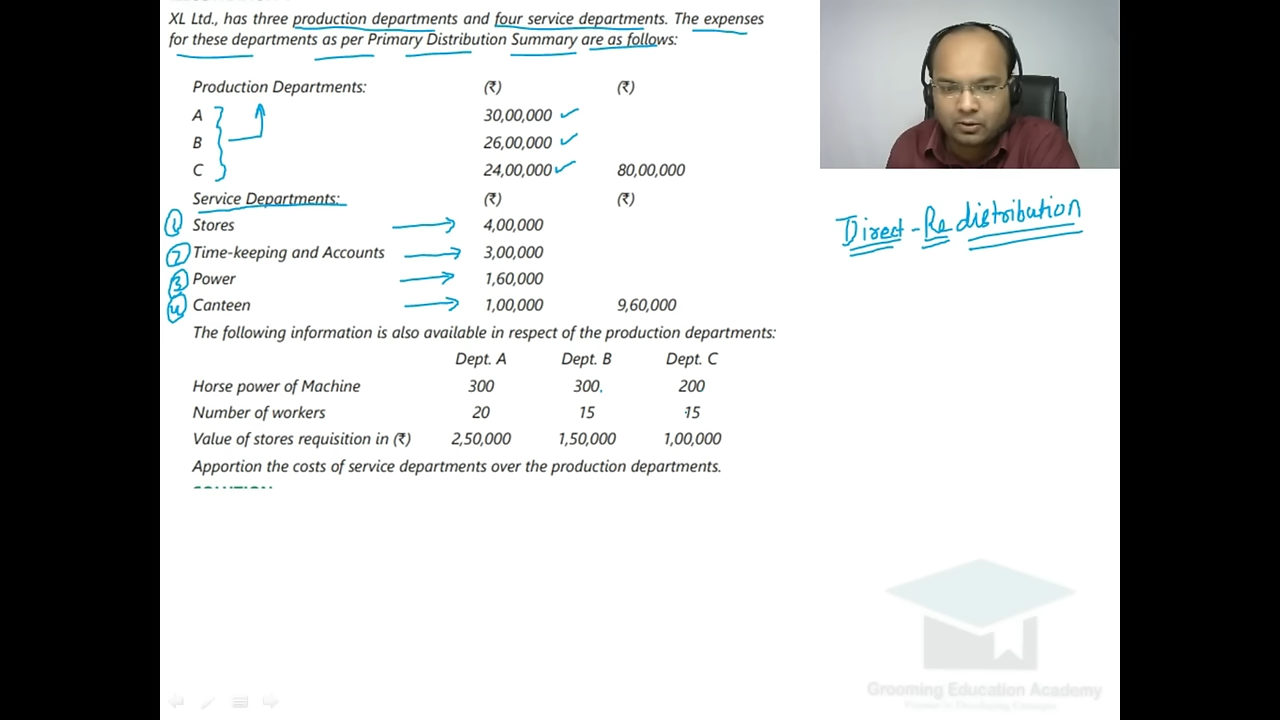 XL Ltd., has three production departments and four service departments. The expenses
for these departments as per Primary Distribution Summary are as follows:
Production Departments: (₹) (₹)
A 30,00,000
B 26,00,000
C 24,00,000 80,00,000
Service Departments: (₹) (₹)
1 Stores 4,00,000
2 Time-keeping and Accounts 3,00,000
3 Power 1,60,000
4 Canteen 1,00,000 9,60,000
The following information is also available in respect of the production departments:
Dept. A Dept. B Dept. C
Horse power of Machine 300 300 200
Number of workers 20 15 15
Value of stores requisition in (₹) 2,50,000 1,50,000 1,00,000
Apportion the costs of service departments over the production departments.
Direct - Re distribution
Grooming Education Academy